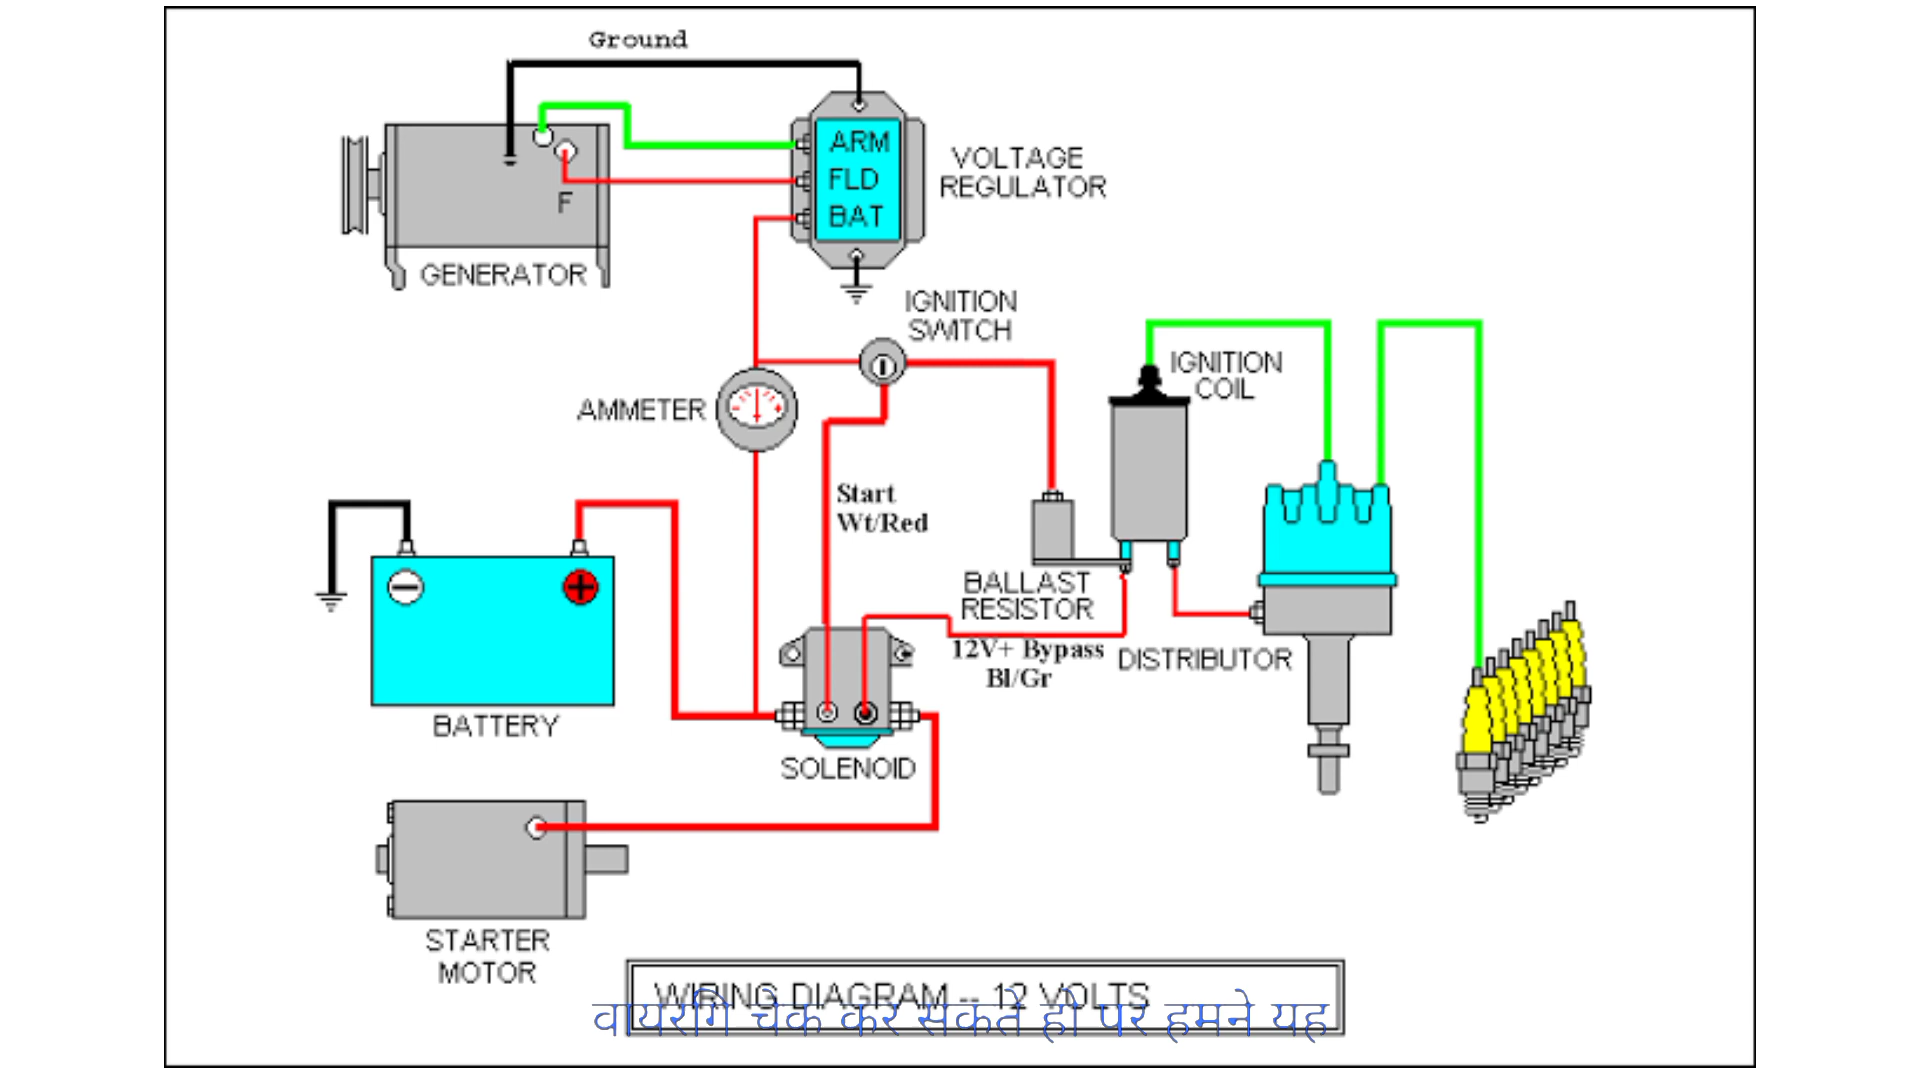 Ground
ARM
FLD
BAT
VOLTAGE
REGULATOR
F
GENERATOR
IGNITION
SWITCH
IGNITION
COIL
AMMETER
Start
Wt/Red
BALLAST
RESISTOR
12V+ Bypass
Bl/Gr
DISTRIBUTOR
BATTERY
SOLENOID
STARTER
MOTOR
WIRING DIAGRAM -- 12 VOLTS
वायरिंग चेक कर सकते हो पर हमने यह